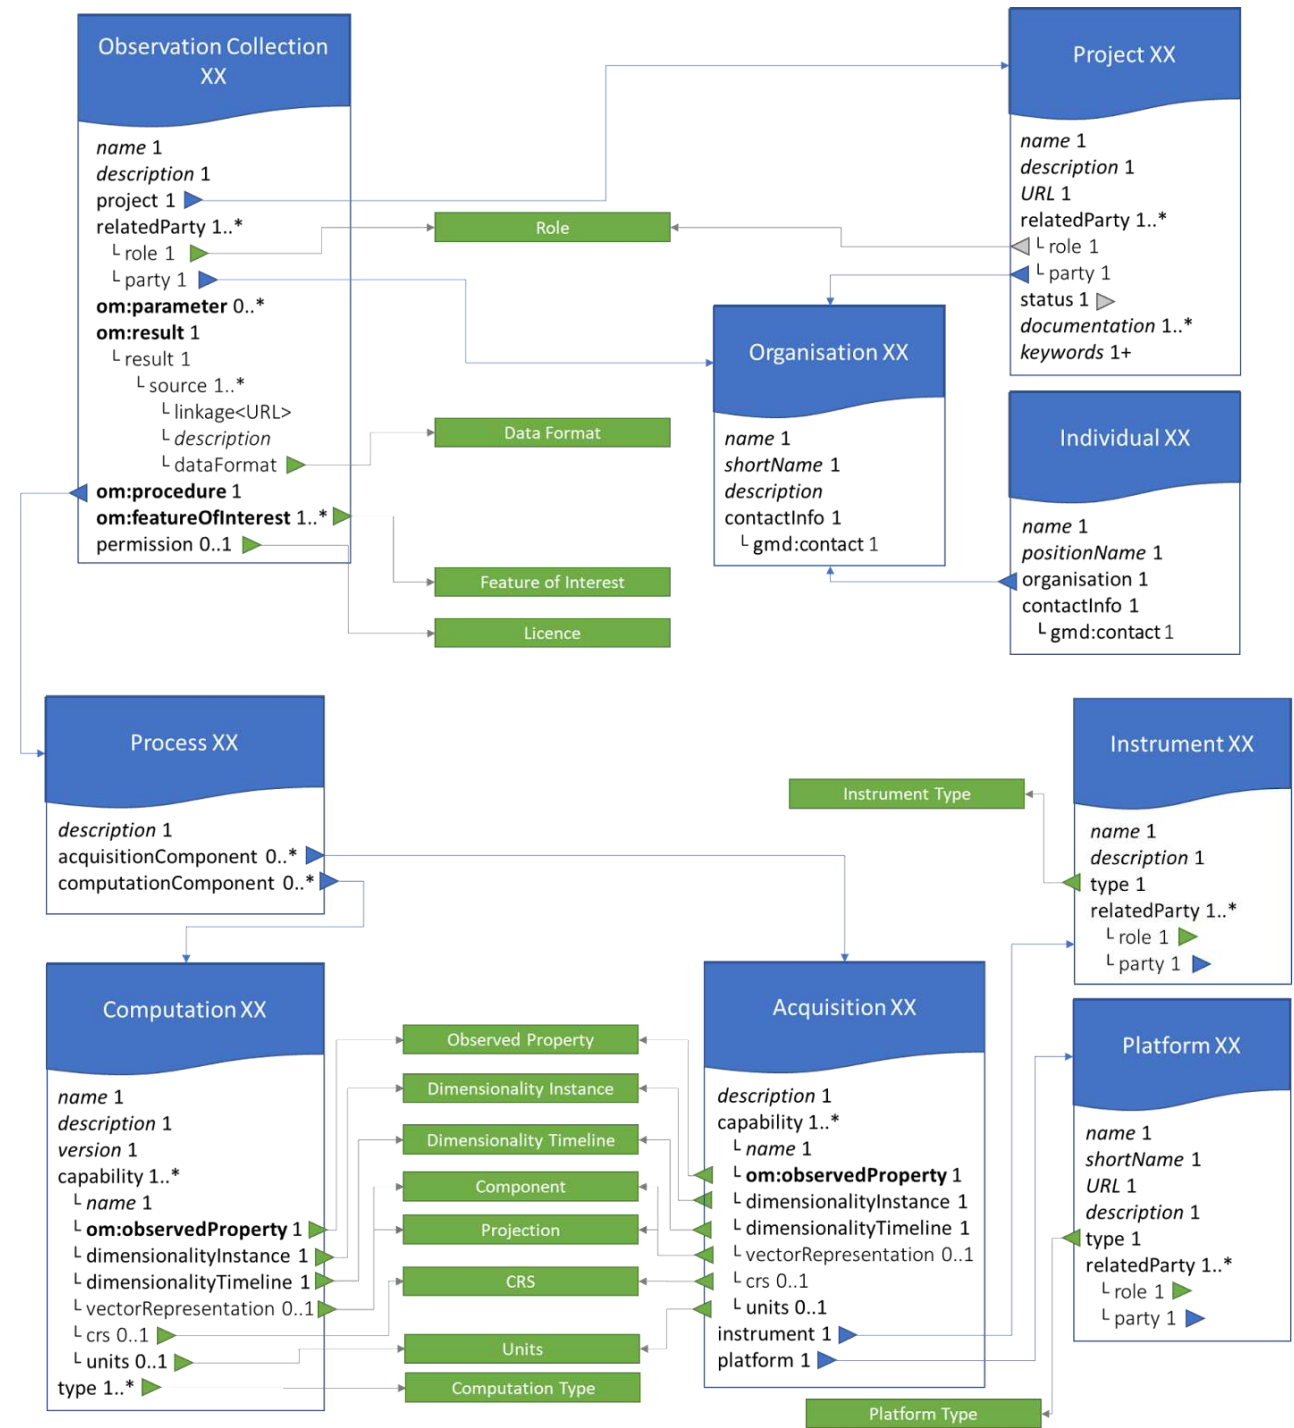 Observation Collection
XX
name 1
description 1
project 1
relatedParty 1..*
└ role 1
└ party 1
om:parameter 0..*
om:result 1
└ result 1
└ source 1..*
└ linkage<URL>
└ description
└ dataFormat
om:procedure 1
om:featureOfInterest 1..*
permission 0..1
Role
Data Format
Feature of Interest
Licence
Project XX
name 1
description 1
URL 1
relatedParty 1..*
└ role 1
└ party 1
status 1
documentation 1..*
keywords 1+
Organisation XX
name 1
shortName 1
description
contactInfo 1
└ gmd:contact 1
Individual XX
name 1
positionName 1
organisation 1
contactInfo 1
└ gmd:contact 1
Process XX
description 1
acquisitionComponent 0..*
computationComponent 0..*
Instrument Type
Instrument XX
name 1
description 1
type 1
relatedParty 1..*
└ role 1
└ party 1
Computation XX
name 1
description 1
version 1
capability 1..*
└ name 1
└ om:observedProperty 1
└ dimensionalityInstance 1
└ dimensionalityTimeline 1
└ vectorRepresentation 0..1
└ crs 0..1
└ units 0..1
type 1..*
Observed Property
Dimensionality Instance
Dimensionality Timeline
Component
Projection
CRS
Units
Computation Type
Acquisition XX
description 1
capability 1..*
└ name 1
└ om:observedProperty 1
└ dimensionalityInstance 1
└ dimensionalityTimeline 1
└ vectorRepresentation 0..1
└ crs 0..1
└ units 0..1
instrument 1
platform 1
Platform XX
name 1
shortName 1
URL 1
description 1
type 1
relatedParty 1..*
└ role 1
└ party 1
Platform Type